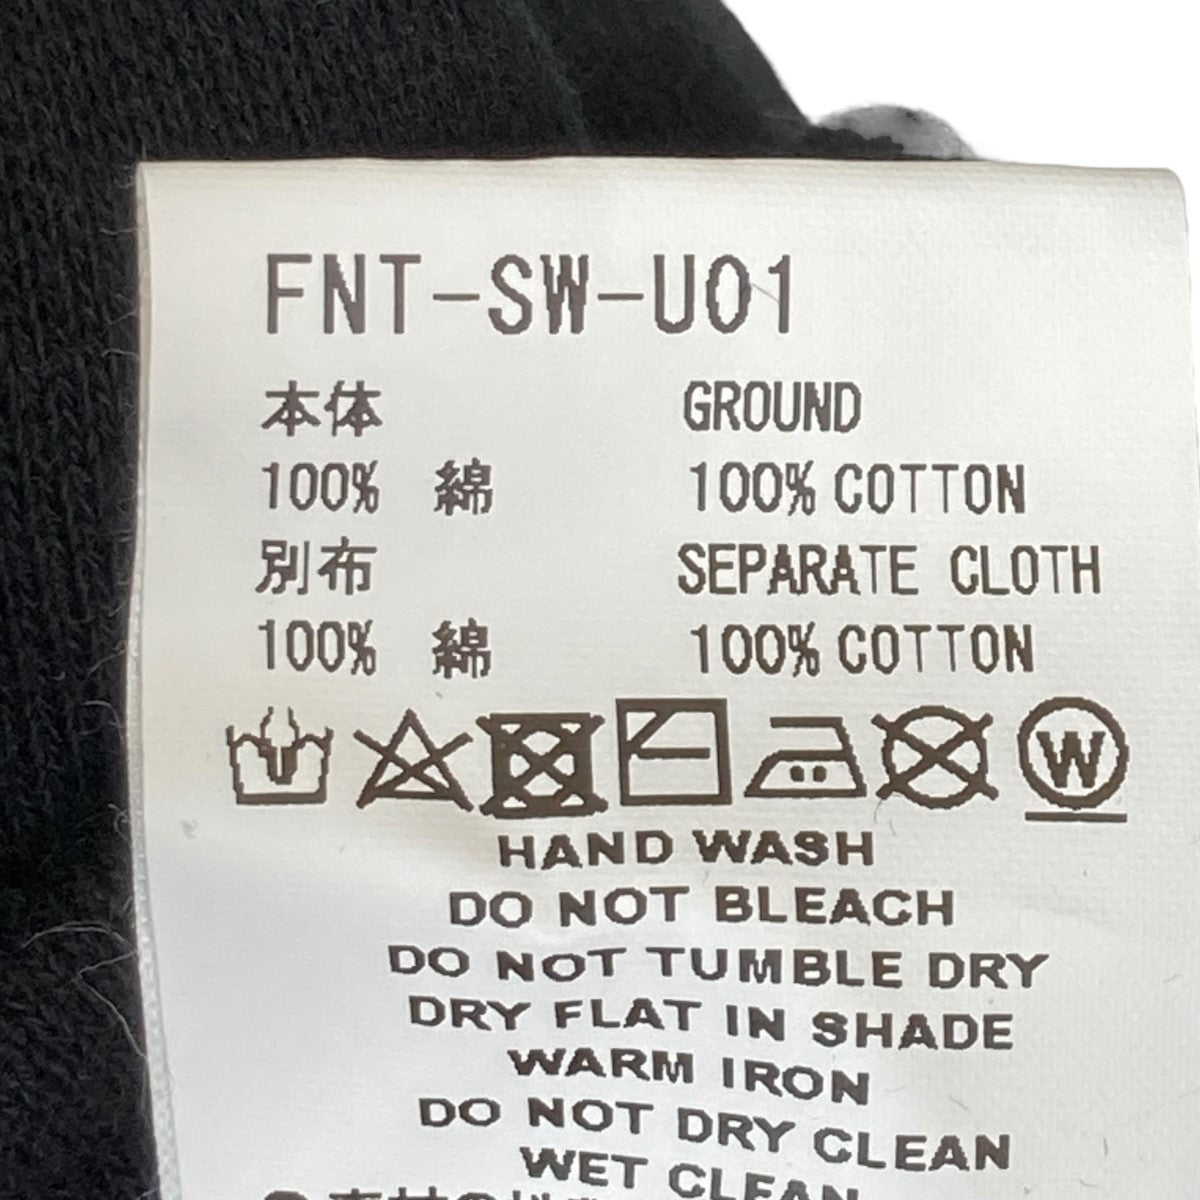 FNT-SW-U01
本体 GROUND
100% 綿 100% COTTON
別布 SEPARATE CLOTH
100% 綿 100% COTTON
W
HAND WASH
DO NOT BLEACH
DO NOT TUMBLE DRY
DRY FLAT IN SHADE
WARM IRON
DO NOT DRY CLEAN
WET CLEAN